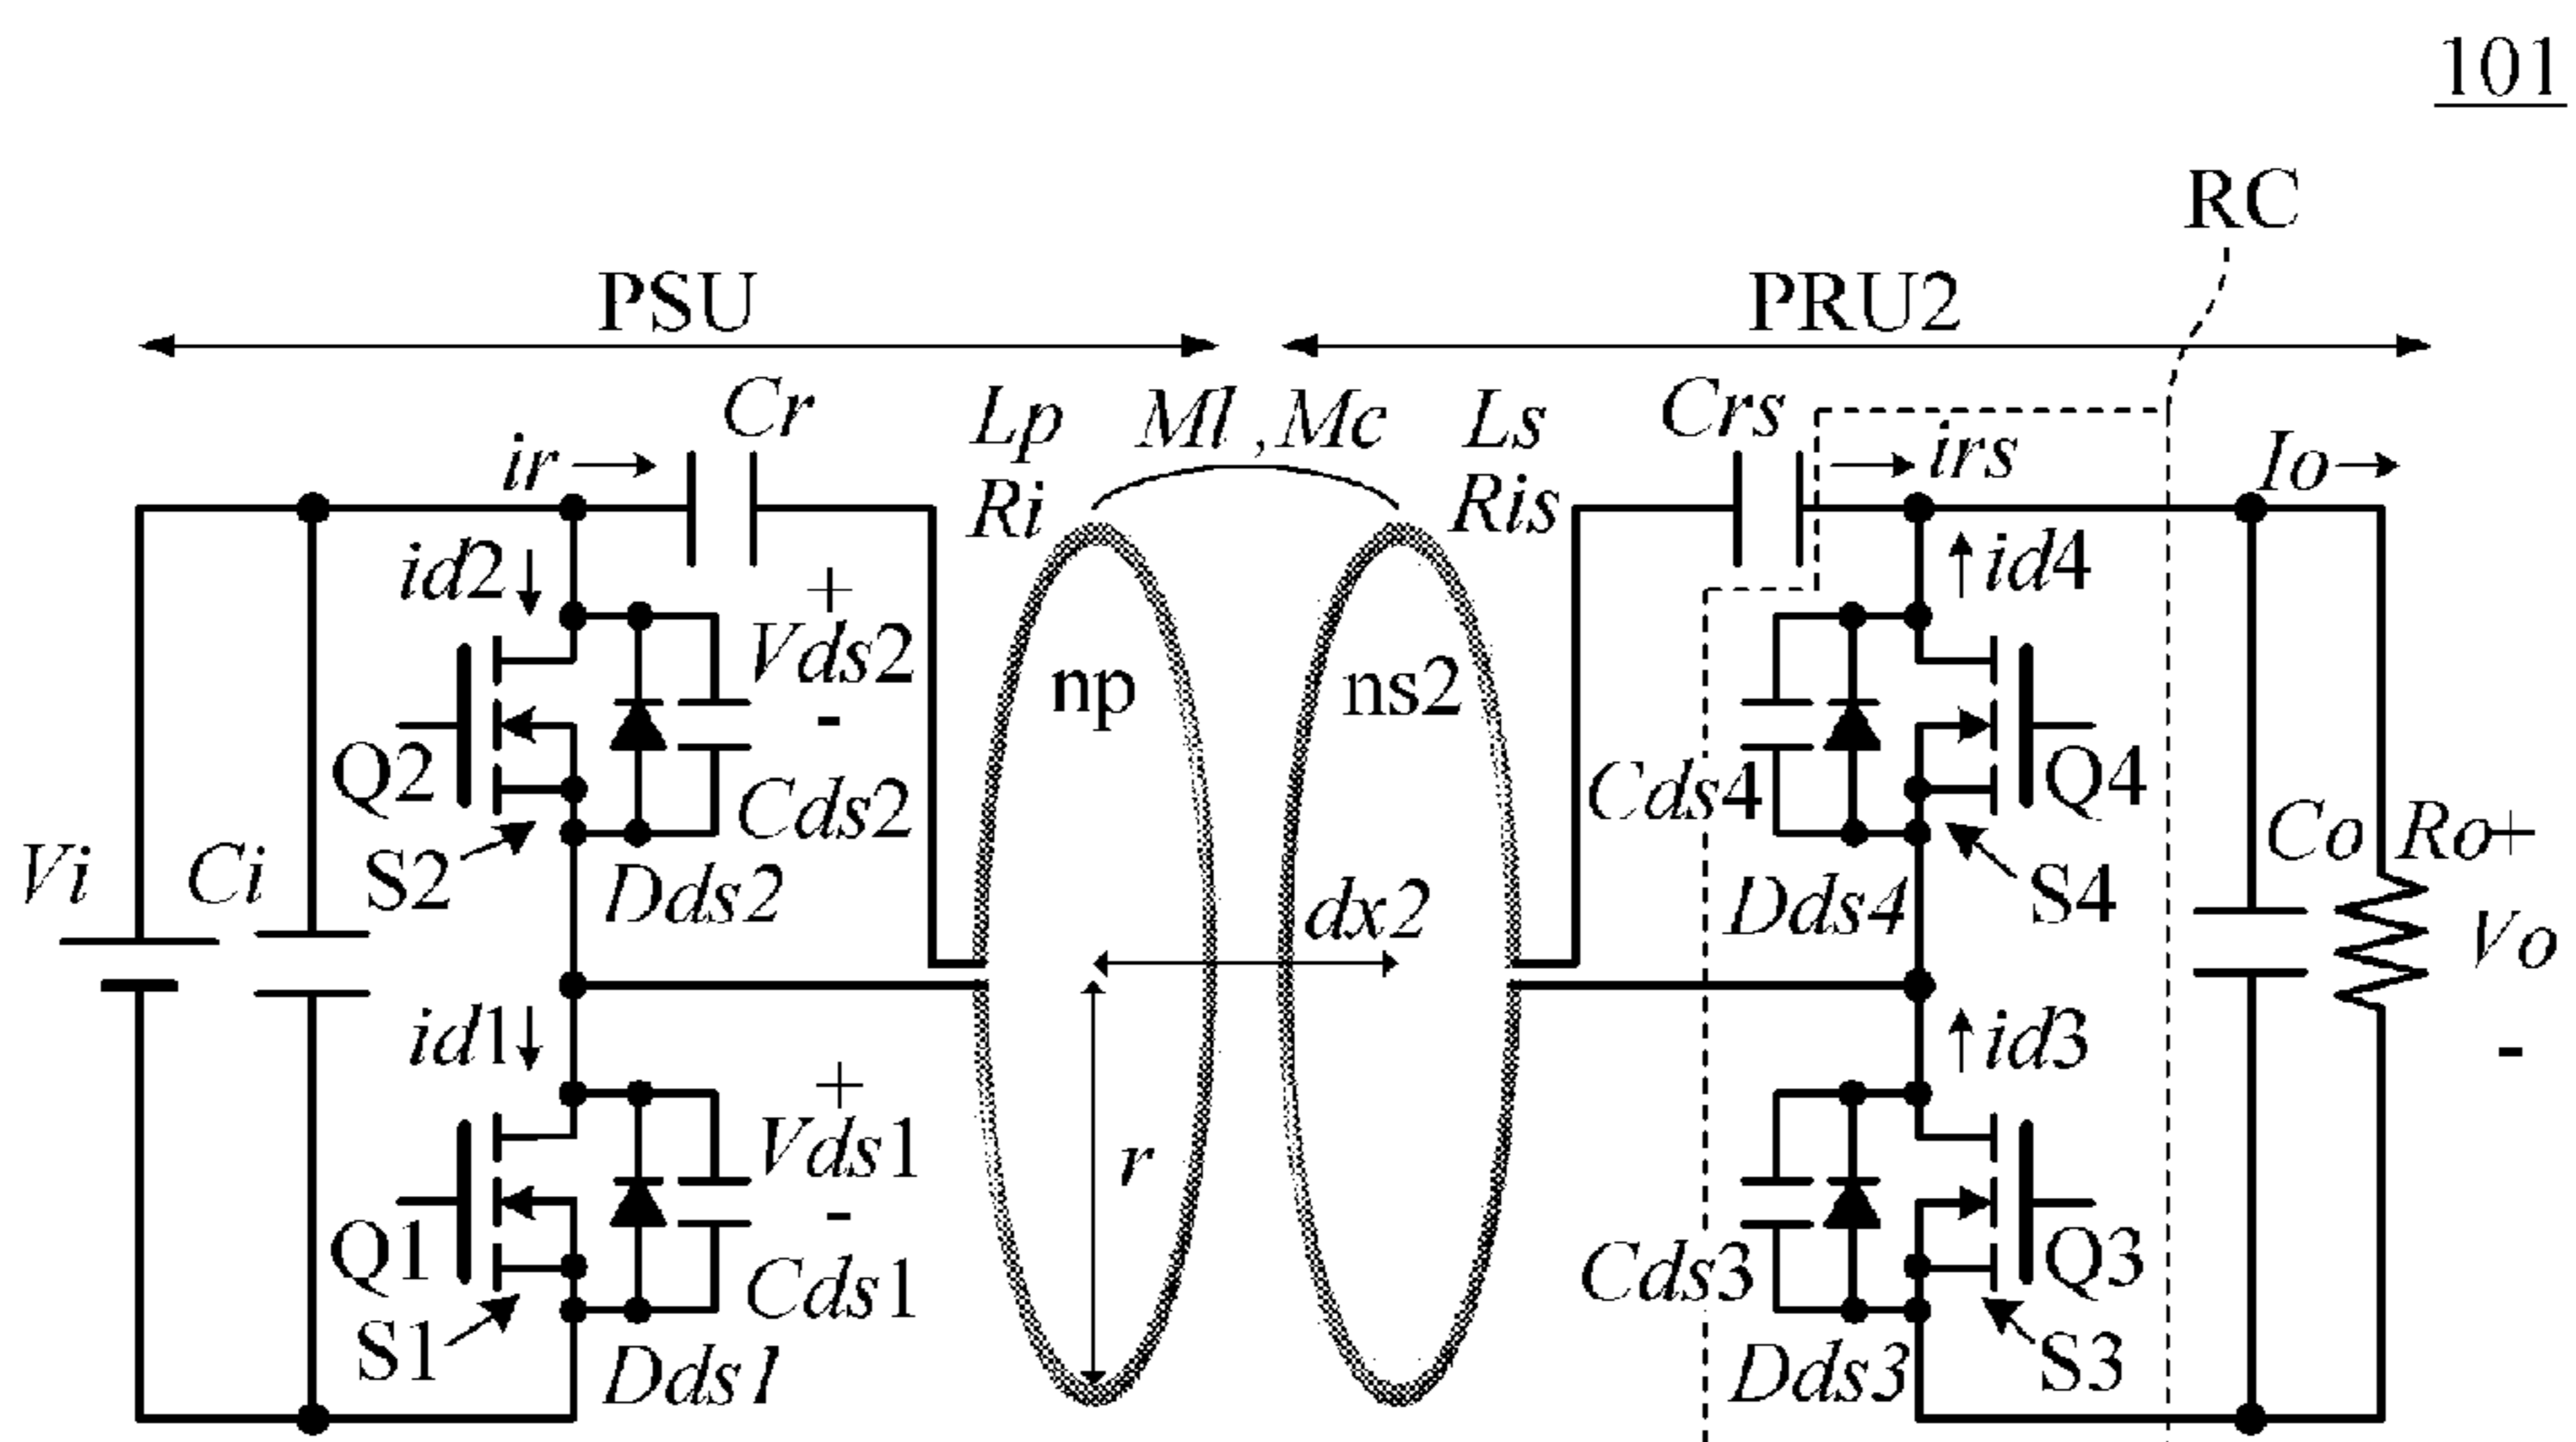 101
RC
PSU
PRU2
Cr
Lp
Ml ,Mc
Ls
Crs
ir
Ri
Ris
irs
Io
id2
+
Vds2
-
id4
np
ns2
Q2
Cds2
Cds4
Q4
Vi
Ci
S2
Dds2
dx2
Dds4
S4
Co
Ro
+
Vo
-
id1
id3
+
Vds1
-
r
Q1
Cds1
Cds3
Q3
S1
Dds1
Dds3
S3